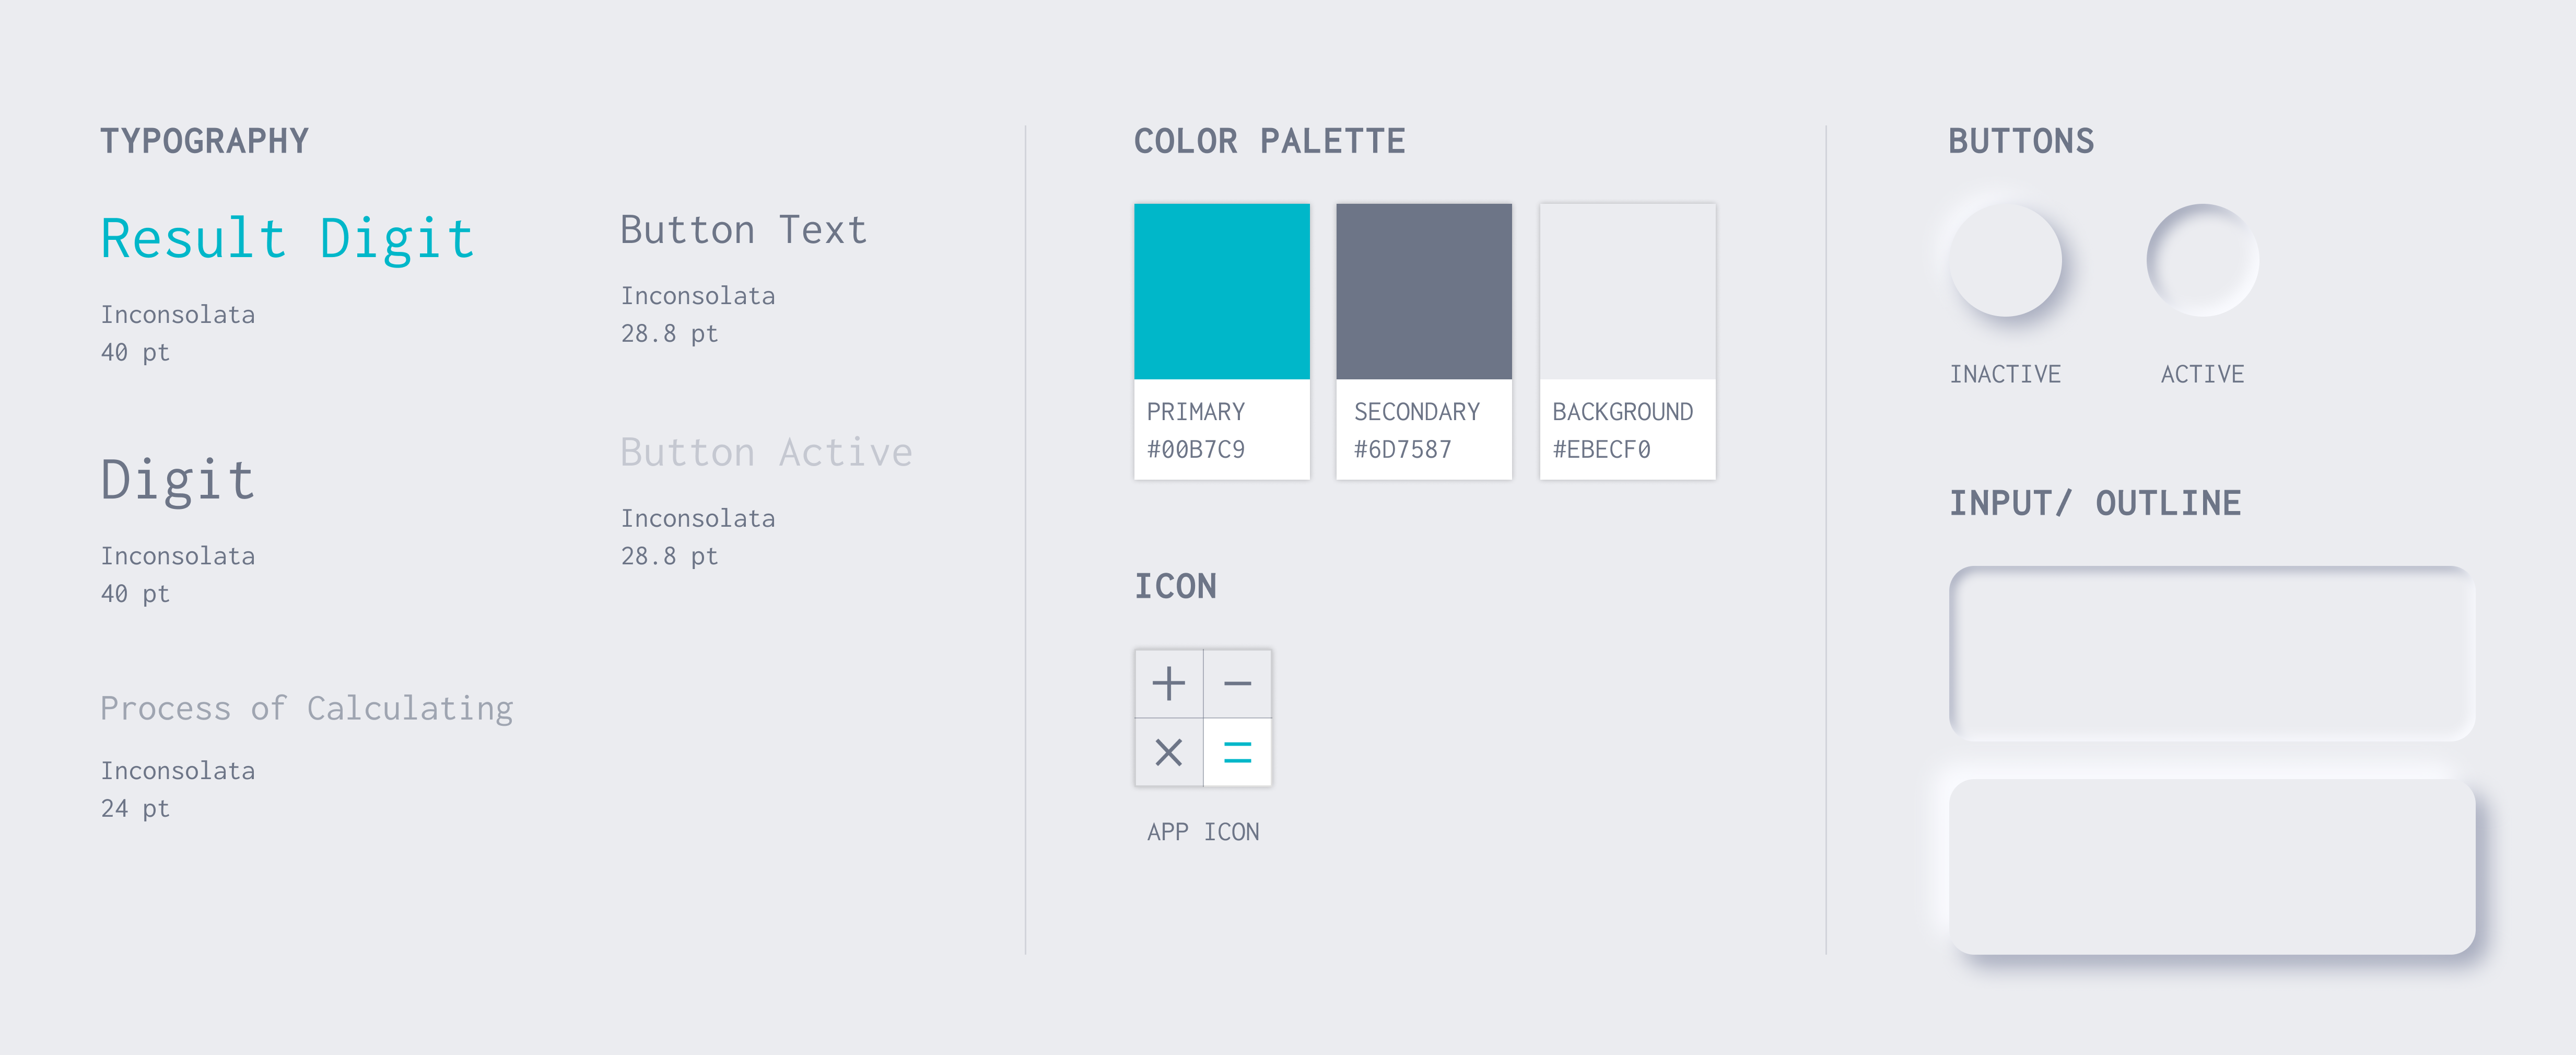 TYPOGRAPHY
Result Digit
Inconsolata
40 pt
Digit
Inconsolata
40 pt
Process of Calculating
Inconsolata
24 pt
Button Text
Inconsolata
28.8 pt
Button Active
Inconsolata
28.8 pt
COLOR PALETTE
PRIMARY
#00B7C9
SECONDARY
#6D7587
BACKGROUND
#EBECF0
ICON
+ −
× =
APP ICON
BUTTONS
INACTIVE
ACTIVE
INPUT/ OUTLINE